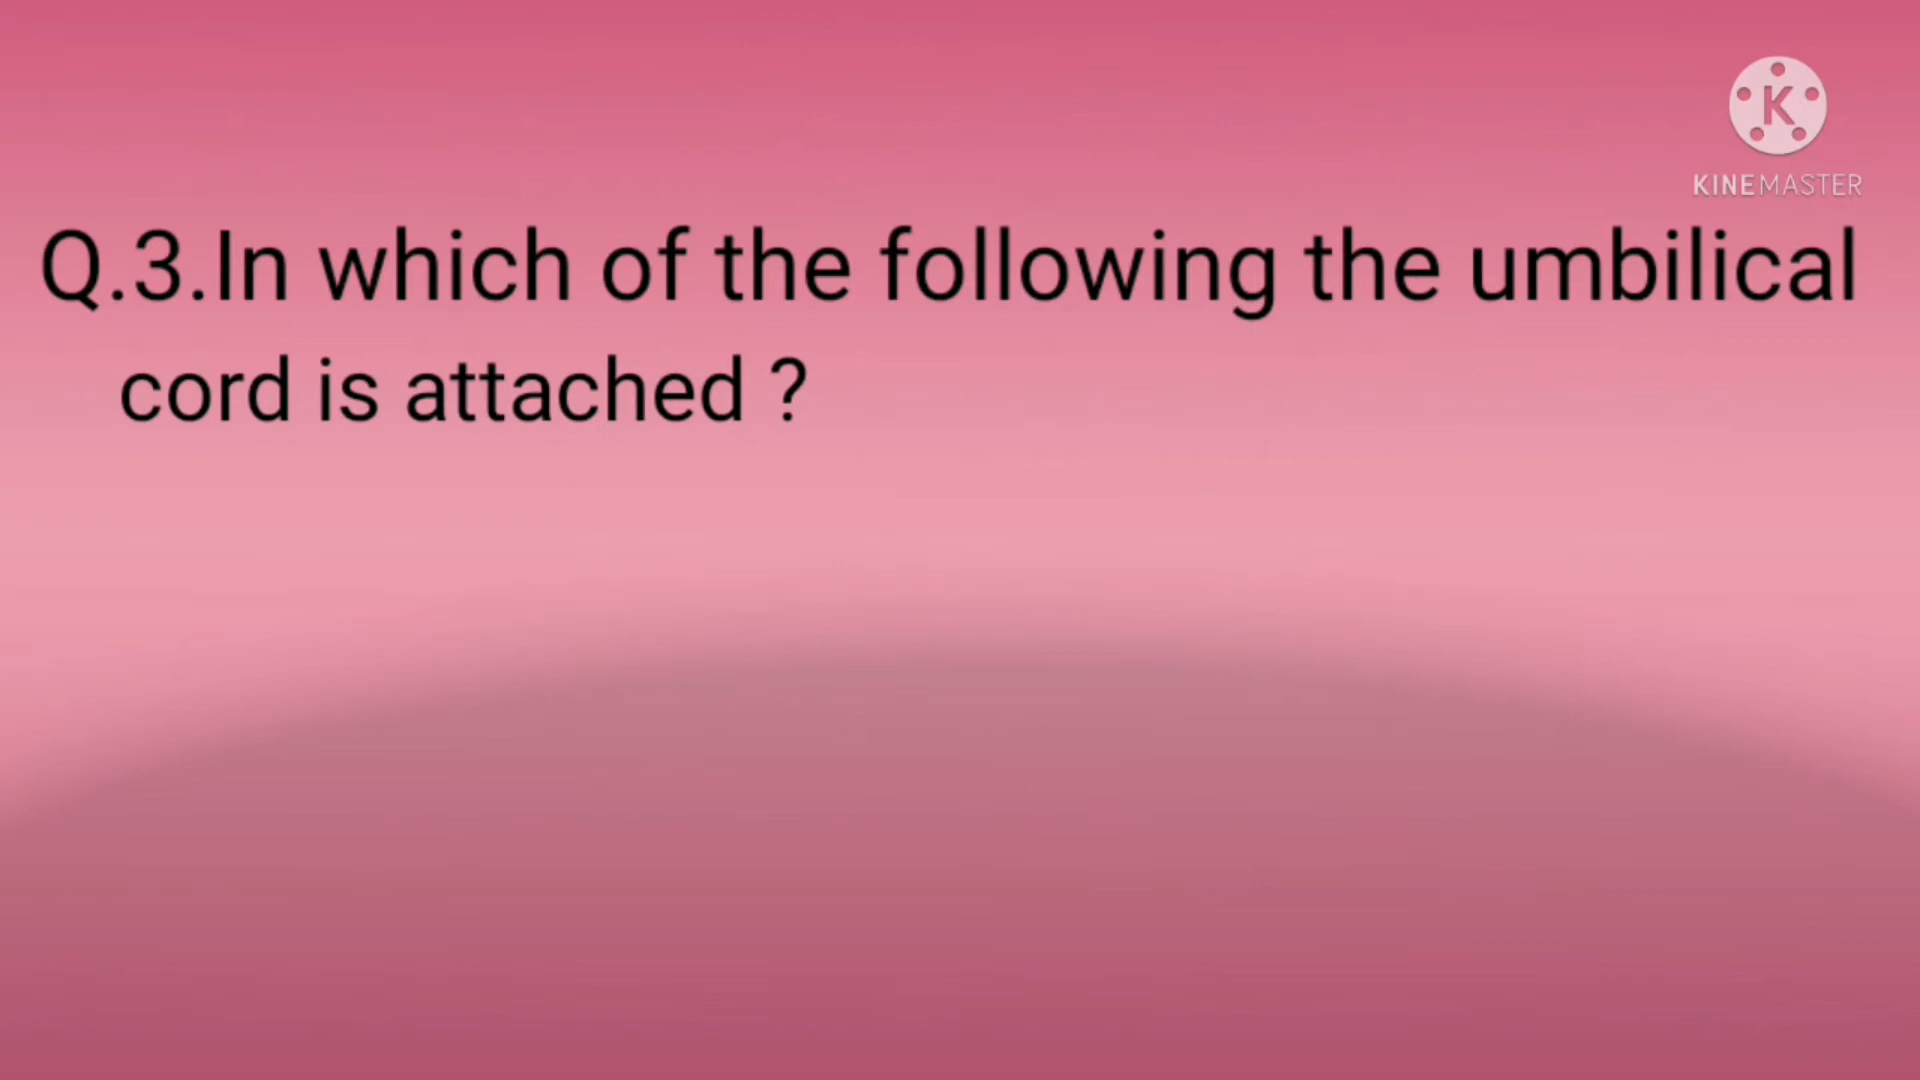 K
KINEMASTER
Q.3.In which of the following the umbilical
cord is attached ?